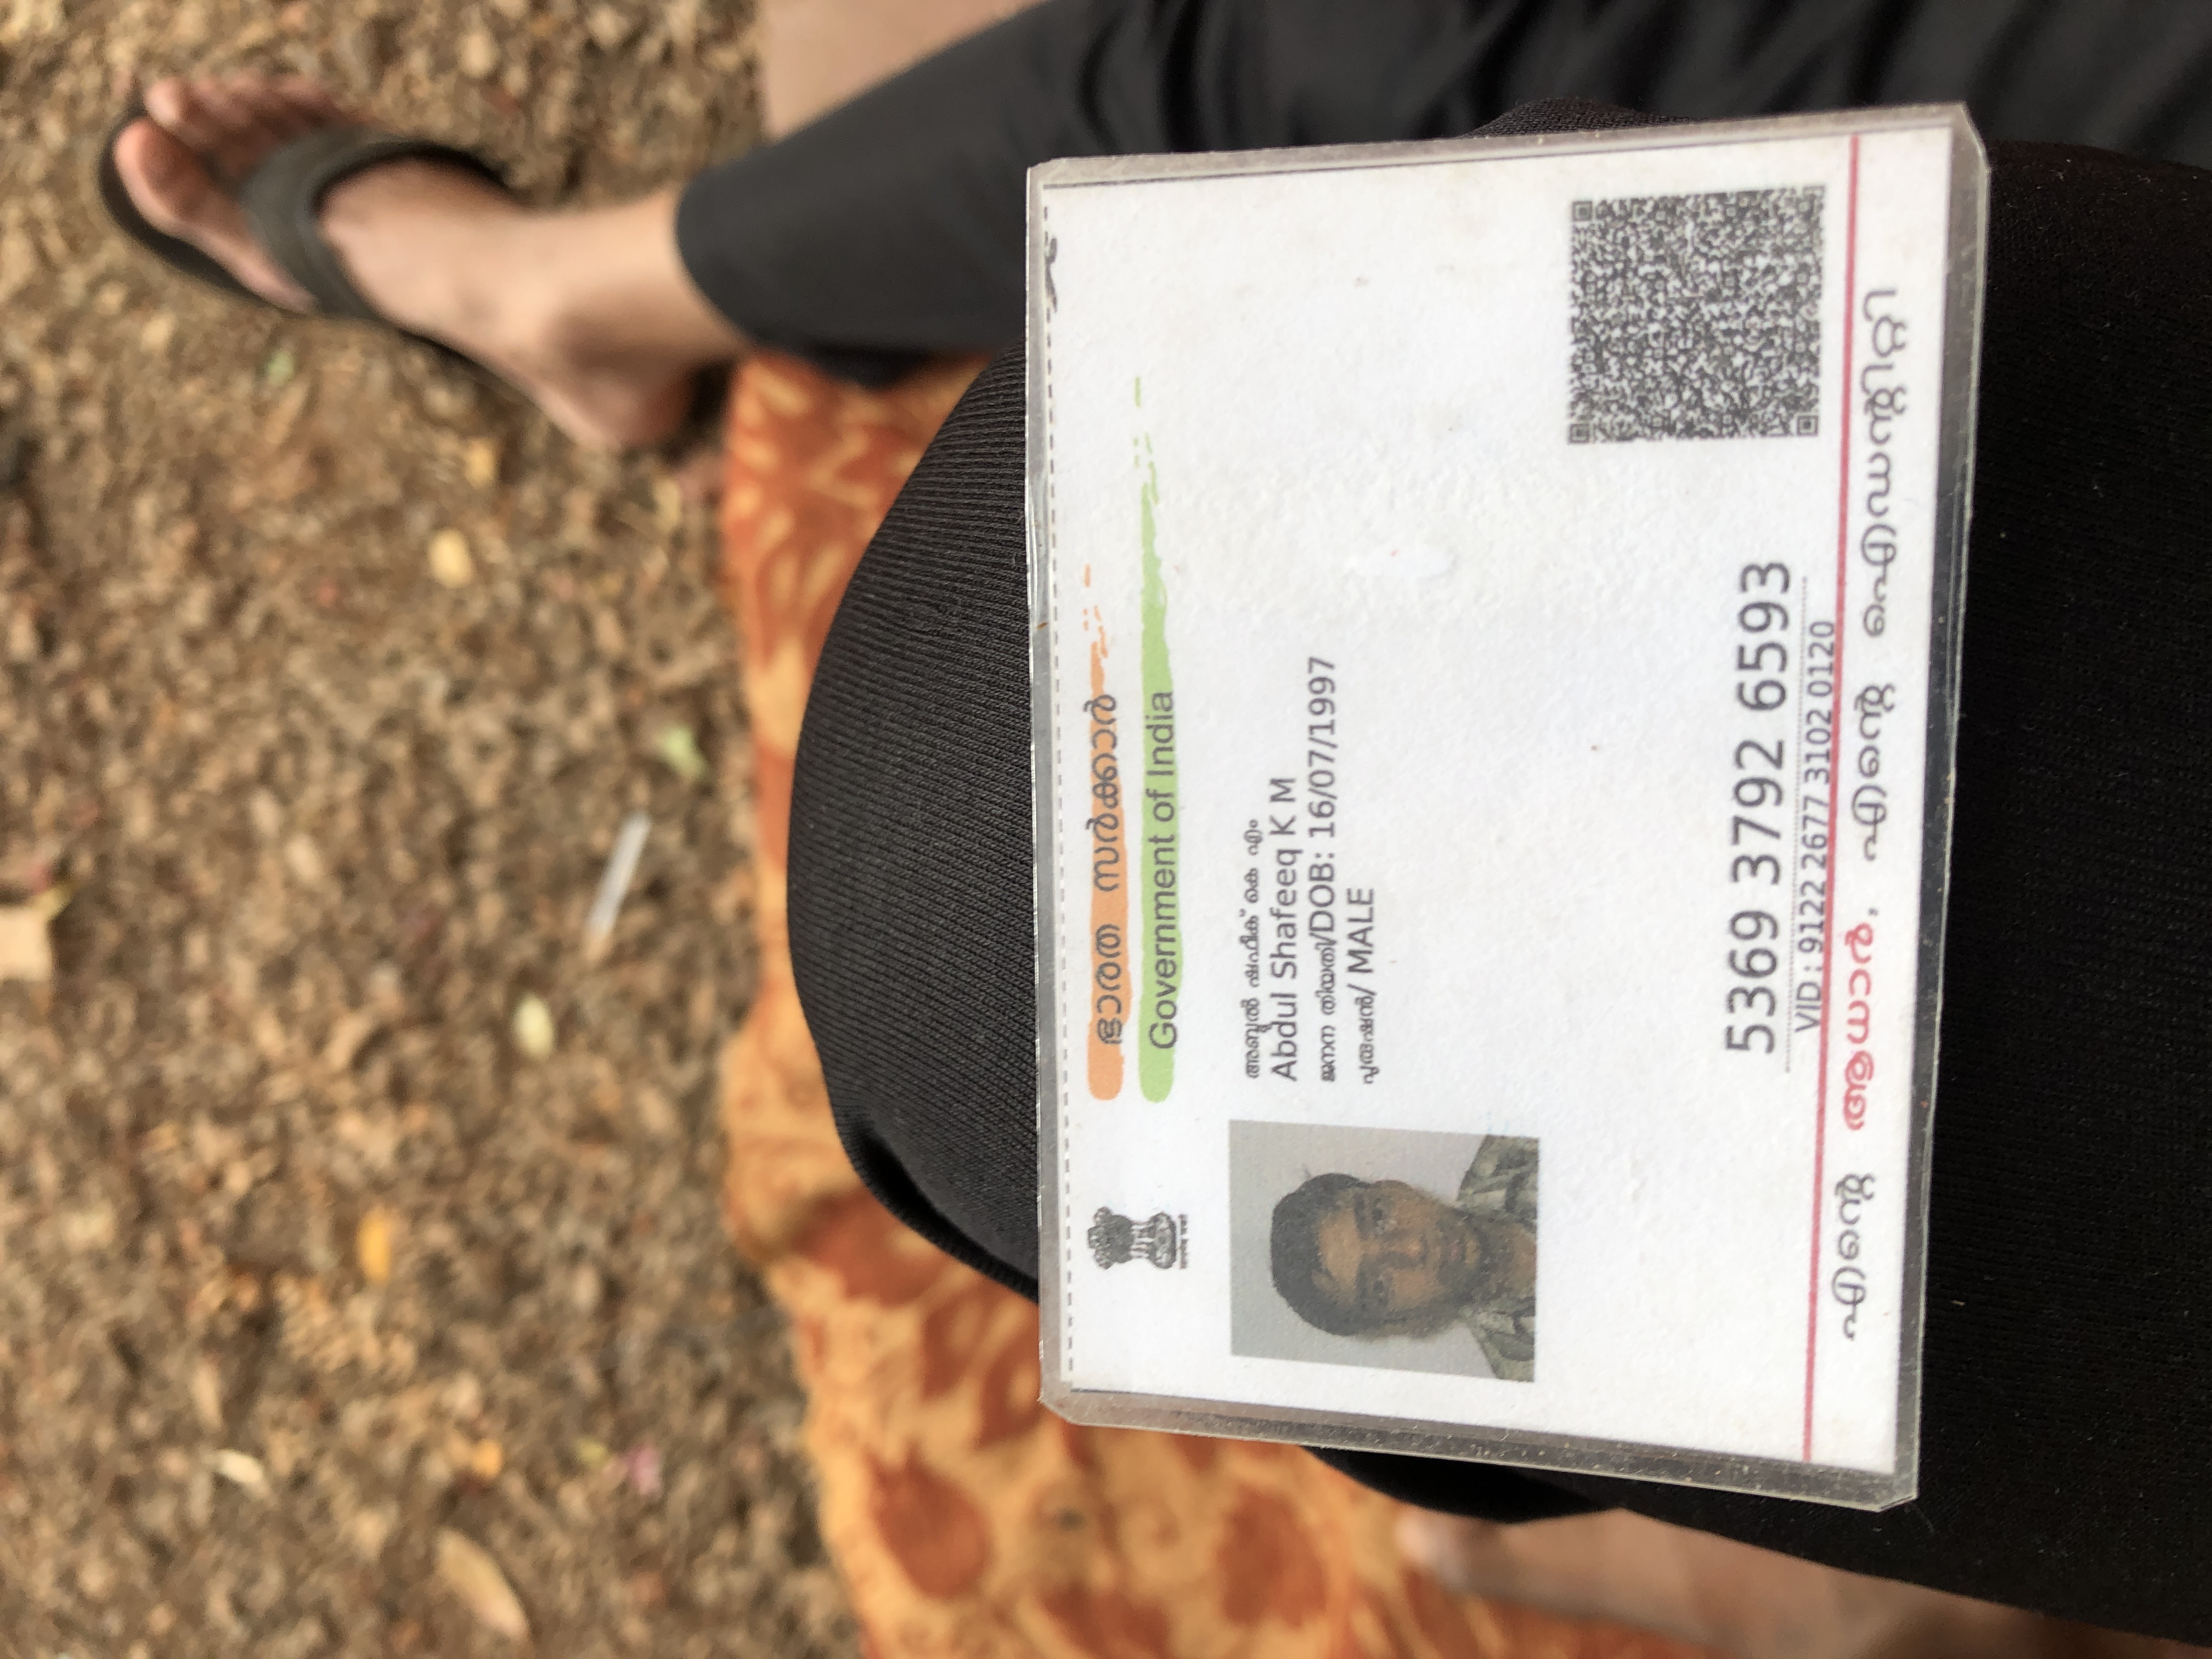 ഭാരത സർക്കാർ
Government of India
അബ്ദുൽ ഷഫീക് കെ എം
Abdul Shafeeq K M
ജനന തിയതി/DOB: 16/07/1997
പുരുഷൻ/ MALE
5369 3792 6593
VID : 9122 2677 3102 0120
എന്റെ ആധാർ, എന്റെ ഐഡന്റിറ്റി